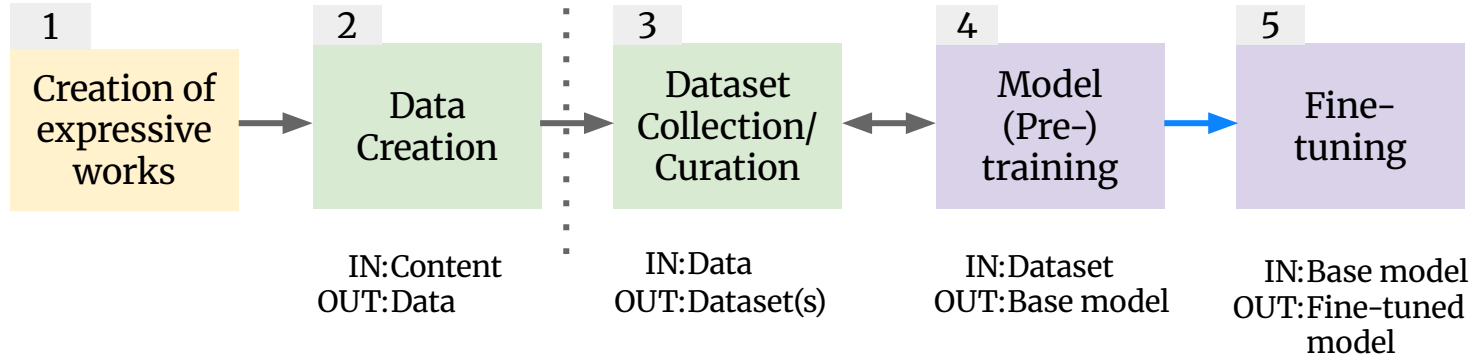 1
Creation of
expressive
works
2
Data
Creation
IN:Content
OUT:Data
3
Dataset
Collection/
Curation
IN:Data
OUT:Dataset(s)
4
Model
(Pre-)
training
IN:Dataset
OUT:Base model
5
Fine-
tuning
IN:Base model
OUT:Fine-tuned
model